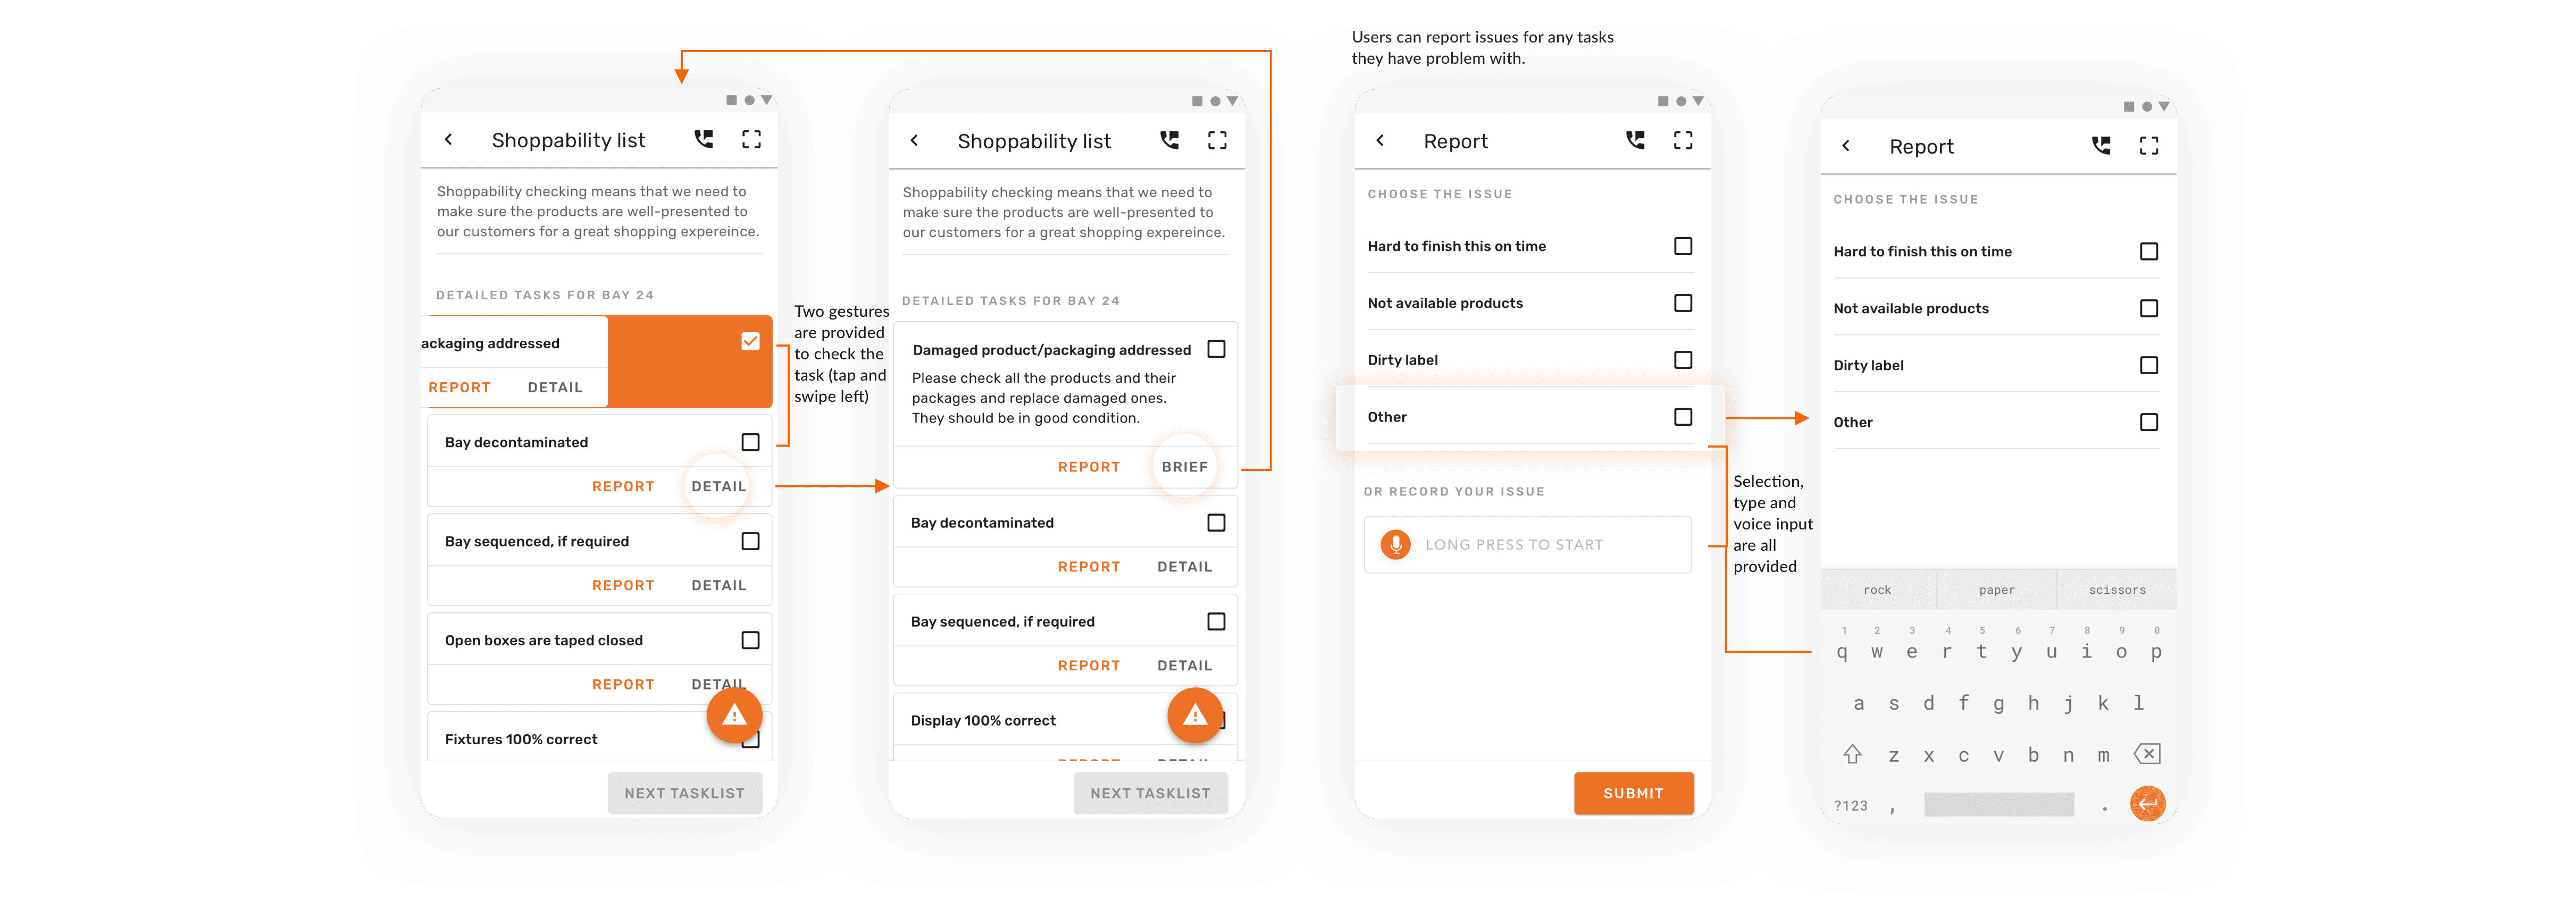 Users can report issues for any tasks
they have problem with.
Shoppability list
Shoppability checking means that we need to
make sure the products are well-presented to
our customers for a great shopping expereince.
DETAILED TASKS FOR BAY 24
ackaging addressed
REPORT DETAIL
Bay decontaminated
REPORT DETAIL
Bay sequenced, if required
REPORT DETAIL
Open boxes are taped closed
REPORT DETAIL
Fixtures 100% correct
NEXT TASKLIST
Two gestures
are provided
to check the
task (tap and
swipe left)
Shoppability list
Shoppability checking means that we need to
make sure the products are well-presented to
our customers for a great shopping expereince.
DETAILED TASKS FOR BAY 24
Damaged product/packaging addressed
Please check all the products and their
packages and replace damaged ones.
They should be in good condition.
REPORT BRIEF
Bay decontaminated
REPORT DETAIL
Bay sequenced, if required
REPORT DETAIL
Display 100% correct
REPORT DETAIL
NEXT TASKLIST
Report
CHOOSE THE ISSUE
Hard to finish this on time
Not available products
Dirty label
Other
OR RECORD YOUR ISSUE
LONG PRESS TO START
SUBMIT
Selection,
type and
voice input
are all
provided
Report
CHOOSE THE ISSUE
Hard to finish this on time
Not available products
Dirty label
Other
rock paper scissors
1 2 3 4 5 6 7 8 9 0
q w e r t y u i o p
a s d f g h j k l
z x c v b n m
?123 , .